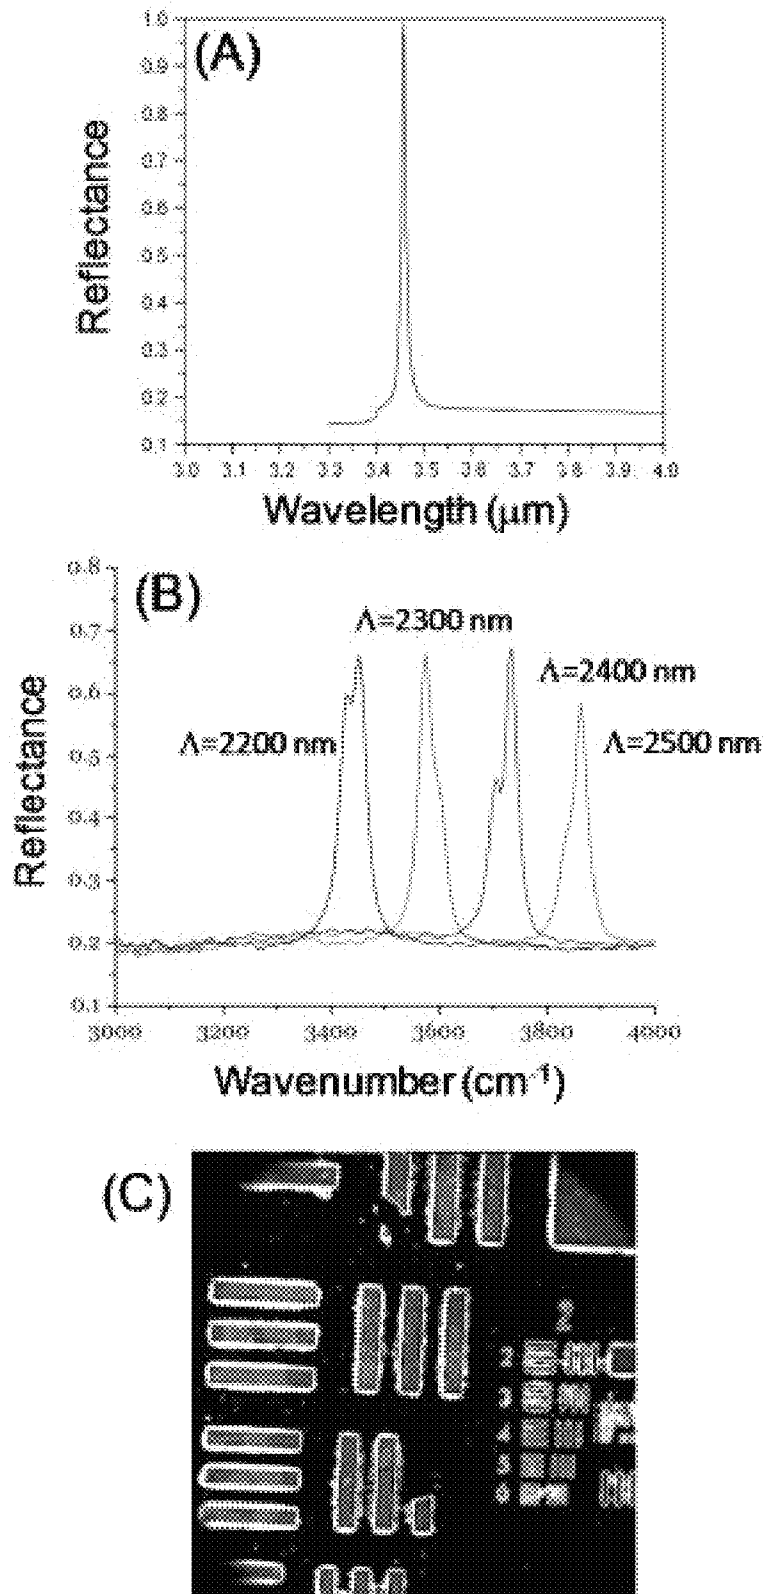 (A)
Reflectance
1.0
0.9
0.8
0.7
0.6
0.5
0.4
0.3
0.2
0.1
3.0 3.1 3.2 3.3 3.4 3.5 3.6 3.7 3.8 3.9 4.0
Wavelength (μm)
(B)
Reflectance
0.8
0.7
0.6
0.5
0.4
0.3
0.2
0.1
Λ=2300 nm
Λ=2400 nm
Λ=2200 nm
Λ=2500 nm
3000 3200 3400 3600 3800 4000
Wavenumber (cm-1)
(C)
2
2
3
4
5
6